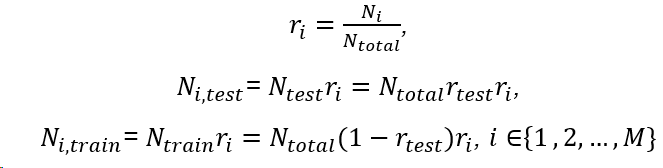 r_i = N_i / N_total,
N_i,test = N_test r_i = N_total r_test r_i,
N_i,train = N_train r_i = N_total (1 − r_test) r_i, i ∈ {1 , 2, … , M}